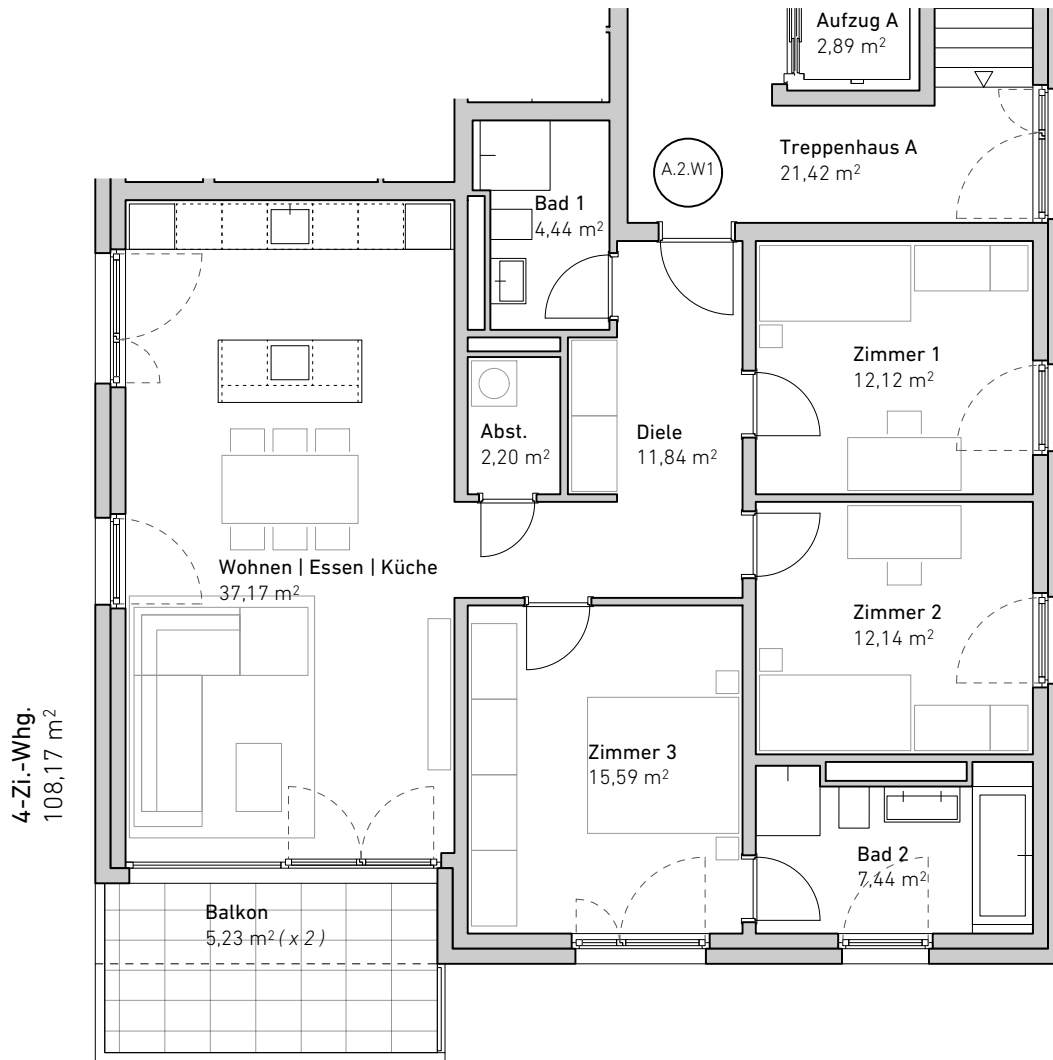 Aufzug A
2,89 m²
Treppenhaus A
21,42 m²
A.2.W1
Bad 1
4,44 m²
Zimmer 1
12,12 m²
Abst.
2,20 m²
Diele
11,84 m²
Wohnen | Essen | Küche
37,17 m²
Zimmer 2
12,14 m²
4-Zi.-Whg.
108,17 m²
Zimmer 3
15,59 m²
Bad 2
7,44 m²
Balkon
5,23 m² ( x 2 )